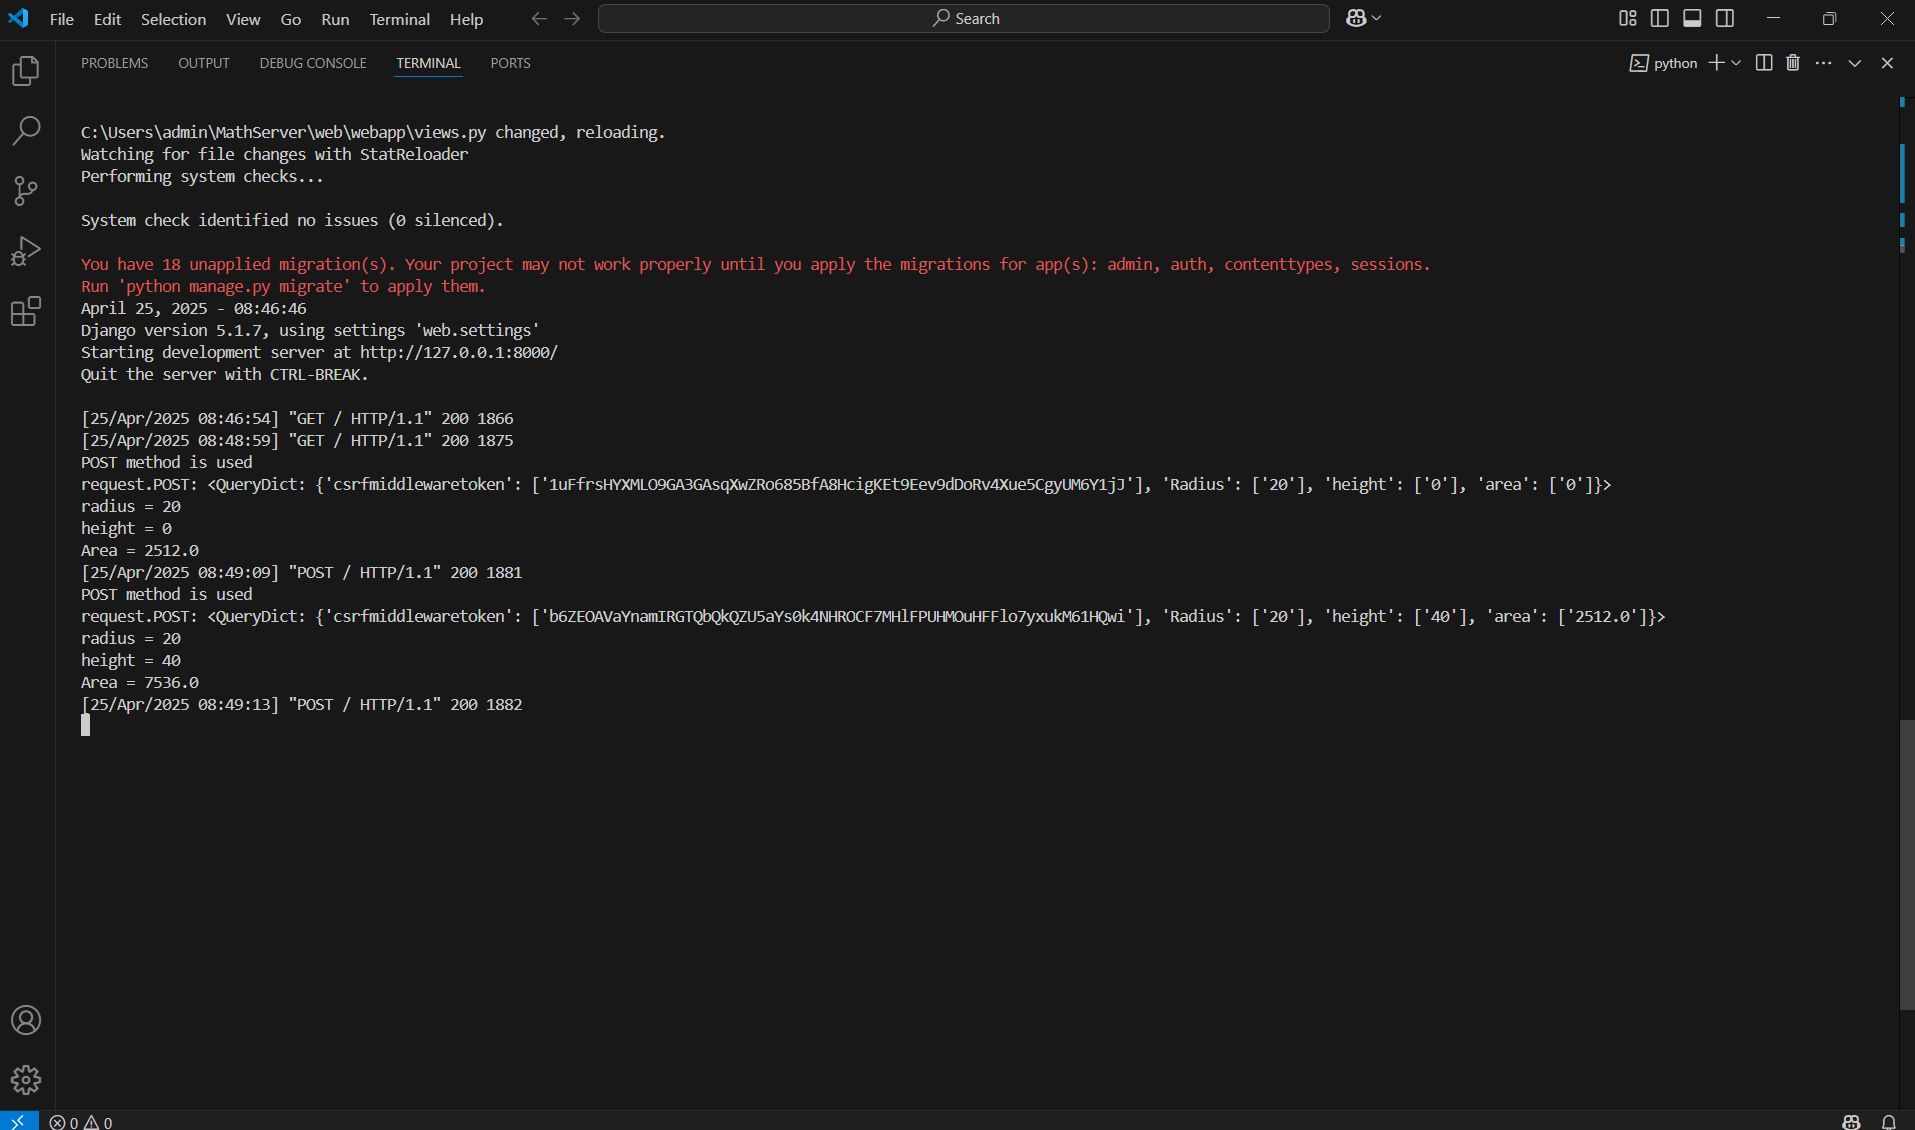 File Edit Selection View Go Run Terminal Help
Search
PROBLEMS OUTPUT DEBUG CONSOLE TERMINAL PORTS
python
C:\Users\admin\MathServer\web\webapp\views.py changed, reloading.
Watching for file changes with StatReloader
Performing system checks...
System check identified no issues (0 silenced).
You have 18 unapplied migration(s). Your project may not work properly until you apply the migrations for app(s): admin, auth, contenttypes, sessions.
Run 'python manage.py migrate' to apply them.
April 25, 2025 - 08:46:46
Django version 5.1.7, using settings 'web.settings'
Starting development server at http://127.0.0.1:8000/
Quit the server with CTRL-BREAK.
[25/Apr/2025 08:46:54] "GET / HTTP/1.1" 200 1866
[25/Apr/2025 08:48:59] "GET / HTTP/1.1" 200 1875
POST method is used
request.POST: <QueryDict: {'csrfmiddlewaretoken': ['1uFfrsHYXMLO9GA3GAsqXwZRo685BfA8HcigKEt9Eev9dDoRv4Xue5CgyUM6Y1jJ'], 'Radius': ['20'], 'height': ['0'], 'area': ['0']}>
radius = 20
height = 0
Area = 2512.0
[25/Apr/2025 08:49:09] "POST / HTTP/1.1" 200 1881
POST method is used
request.POST: <QueryDict: {'csrfmiddlewaretoken': ['b6ZEOAVaYnamIRGTQbQkQZU5aYs0k4NHROCF7MHlFPUHMOuHFFlo7yxukM61HQwi'], 'Radius': ['20'], 'height': ['40'], 'area': ['2512.0']}>
radius = 20
height = 40
Area = 7536.0
[25/Apr/2025 08:49:13] "POST / HTTP/1.1" 200 1882
0 0